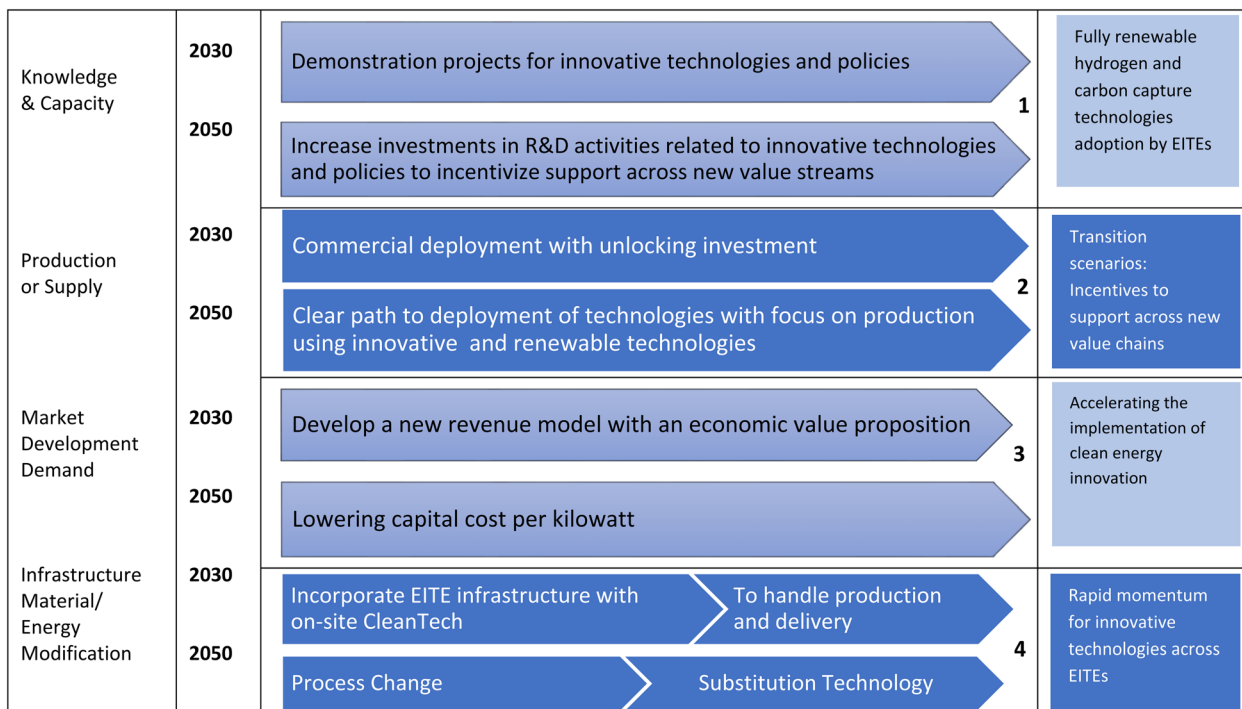 Knowledge
& Capacity
2030
Demonstration projects for innovative technologies and policies
2050
Increase investments in R&D activities related to innovative technologies
and policies to incentivize support across new value streams
1
Fully renewable
hydrogen and
carbon capture
technologies
adoption by EITEs
Production
or Supply
2030
Commercial deployment with unlocking investment
2050
Clear path to deployment of technologies with focus on production
using innovative and renewable technologies
2
Transition
scenarios:
Incentives to
support across new
value chains
Market
Development
Demand
2030
Develop a new revenue model with an economic value proposition
2050
Lowering capital cost per kilowatt
3
Accelerating the
implementation of
clean energy
innovation
Infrastructure
Material/
Energy
Modification
2030
Incorporate EITE infrastructure with
on-site CleanTech
To handle production
and delivery
2050
Process Change
Substitution Technology
4
Rapid momentum
for innovative
technologies across
EITEs